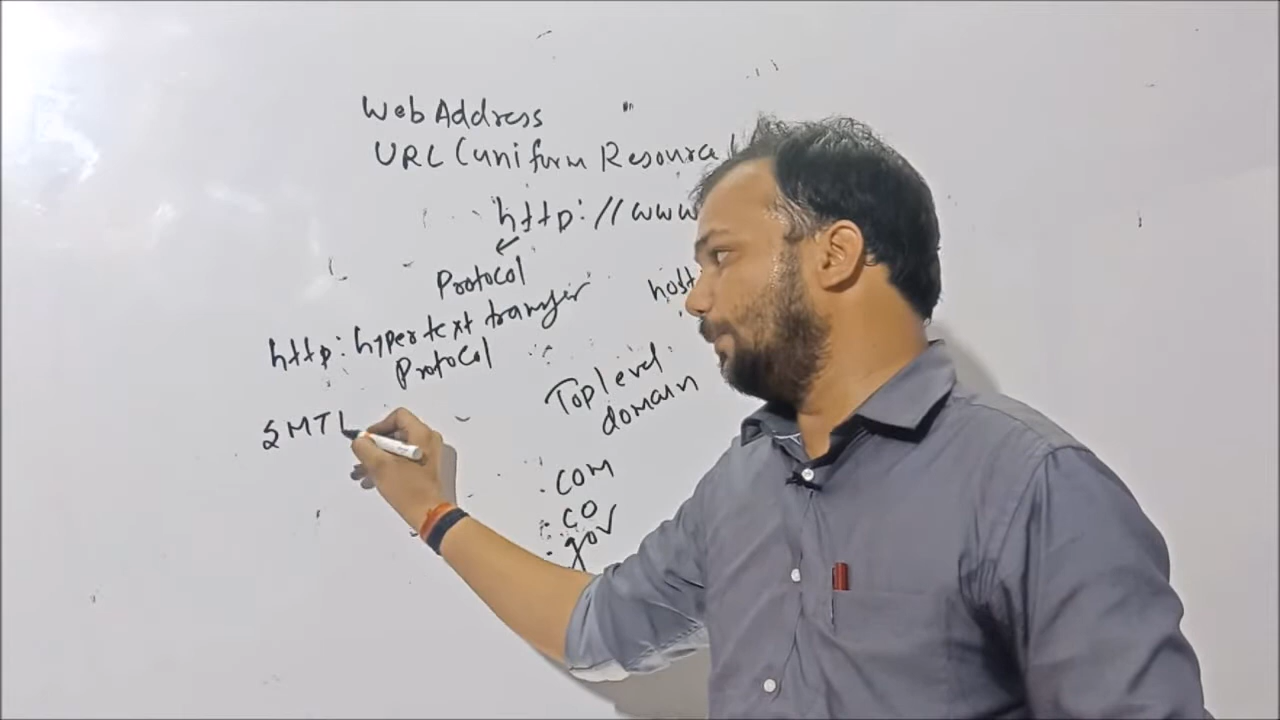 Web Address
URL (uniform Resource
http://www
Protocol
host
http: hypertext transfer
Protocol
Top level
domain
SMT
.com
.co
.gov